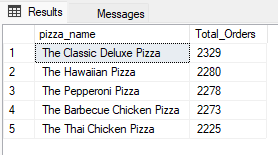 Results Messages
pizza_name Total_Orders
1 The Classic Deluxe Pizza 2329
2 The Hawaiian Pizza 2280
3 The Pepperoni Pizza 2278
4 The Barbecue Chicken Pizza 2273
5 The Thai Chicken Pizza 2225